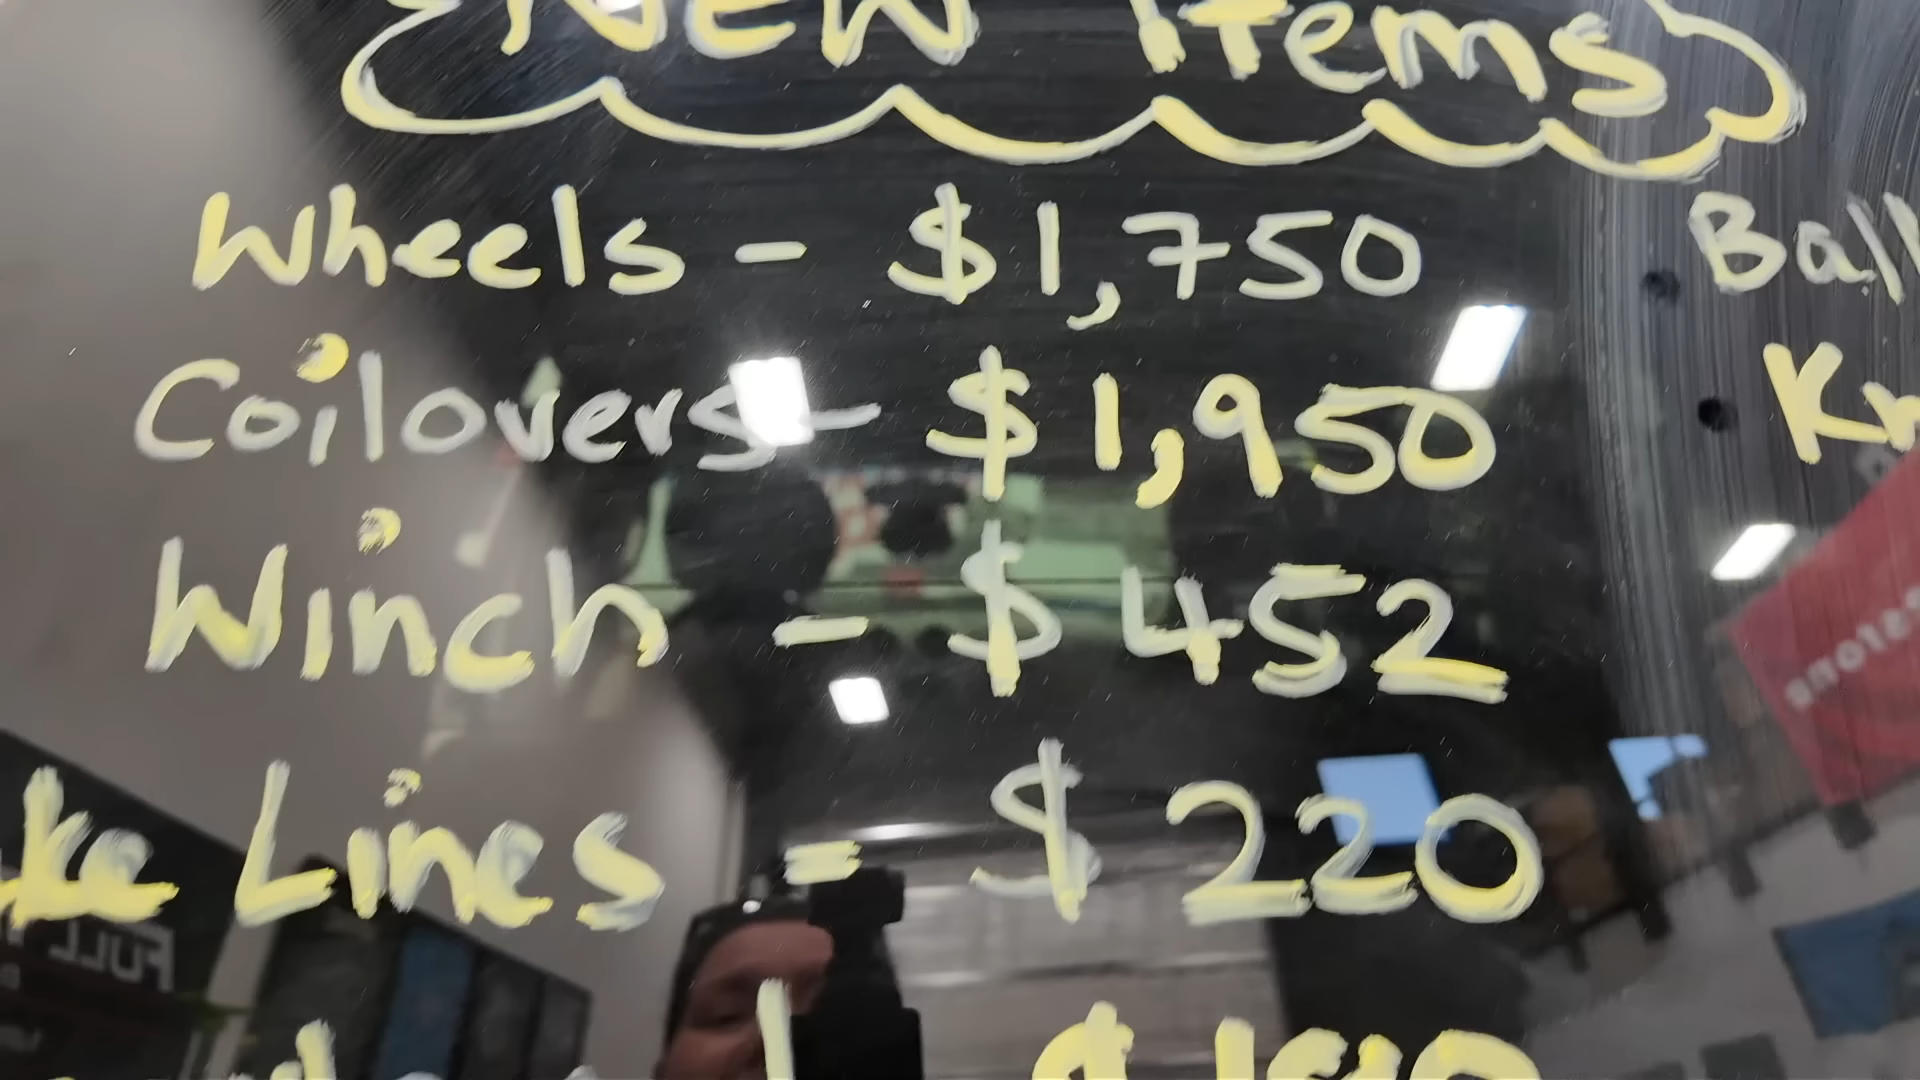 NEW Items
Wheels - $1,750
Coilovers - $1,950
Winch - $452
Lines - $220